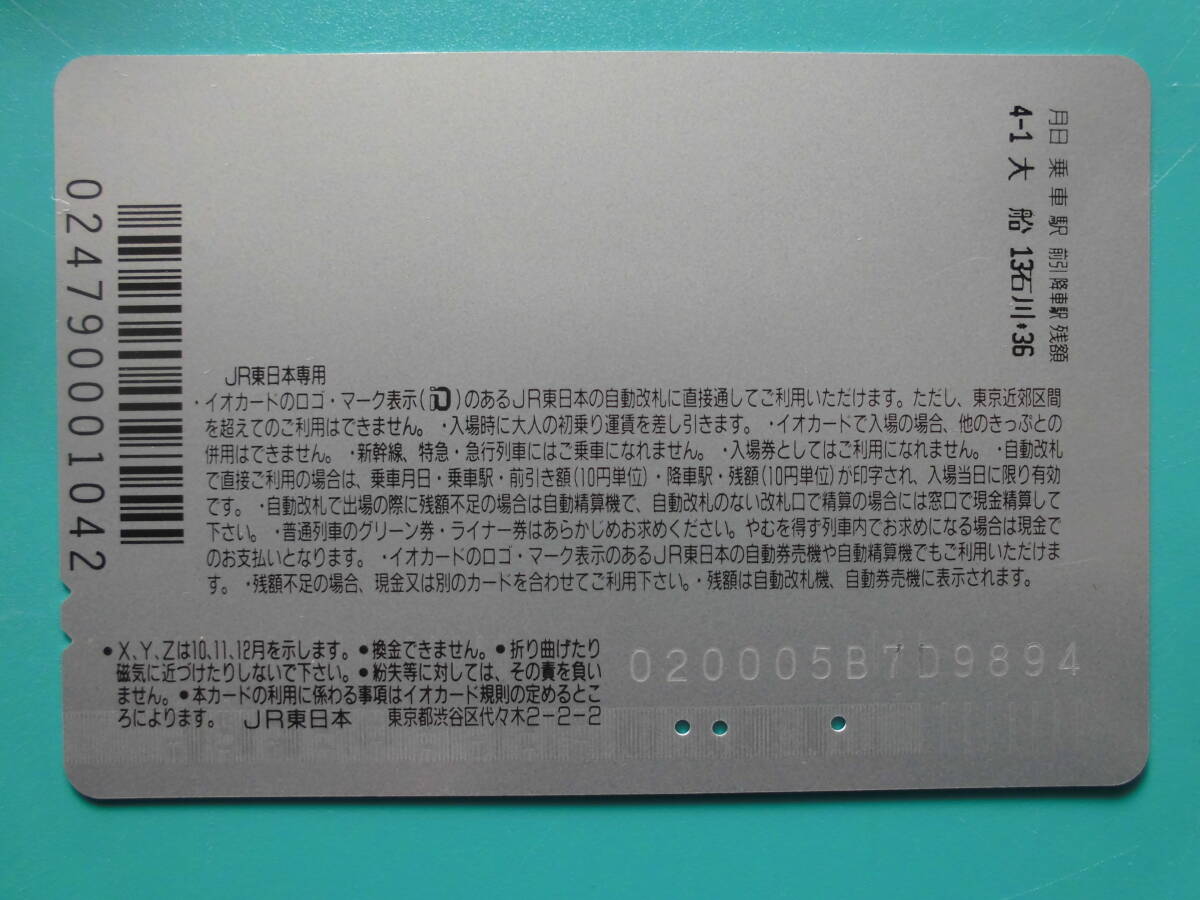 月日 乗車駅 前引 降車駅 残額
4-1 大 船 13石川*36
0247900001042
JR東日本専用
・イオカードのロゴ・マーク表示( )のあるJR東日本の自動改札に直接通してご利用いただけます。ただし、東京近郊区間
を超えてのご利用はできません。 ・入場時に大人の初乗り運賃を差し引きます。 ・イオカードで入場の場合、他のきっぷとの
併用はできません。 ・新幹線、特急・急行列車にはご乗車になれません。 ・入場券としてはご利用になれません。 ・自動改札
で直接ご利用の場合は、乗車月日・乗車駅・前引き額(10円単位)・降車駅・残額(10円単位)が印字され、入場当日に限り有効
です。 ・自動改札で出場の際に残額不足の場合は自動精算機で、自動改札のない改札口で精算の場合には窓口で現金精算して
下さい。 ・普通列車のグリーン券・ライナー券はあらかじめお求めください。やむを得ず列車内でお求めになる場合は現金で
のお支払いとなります。 ・イオカードのロゴ・マーク表示のあるJR東日本の自動券売機や自動精算機でもご利用いただけま
す。 ・残額不足の場合、現金又は別のカードを合わせてご利用下さい。・残額は自動改札機、自動券売機に表示されます。
●X、Y、Zは10、11、12月を示します。 ●換金できません。 ●折り曲げたり
磁気に近づけたりしないで下さい。 ●紛失等に対しては、その責を負い
ません。 ●本カードの利用に係わる事項はイオカード規則の定めるとこ
ろによります。 JR東日本 東京都渋谷区代々木2-2-2
020005B7D9894